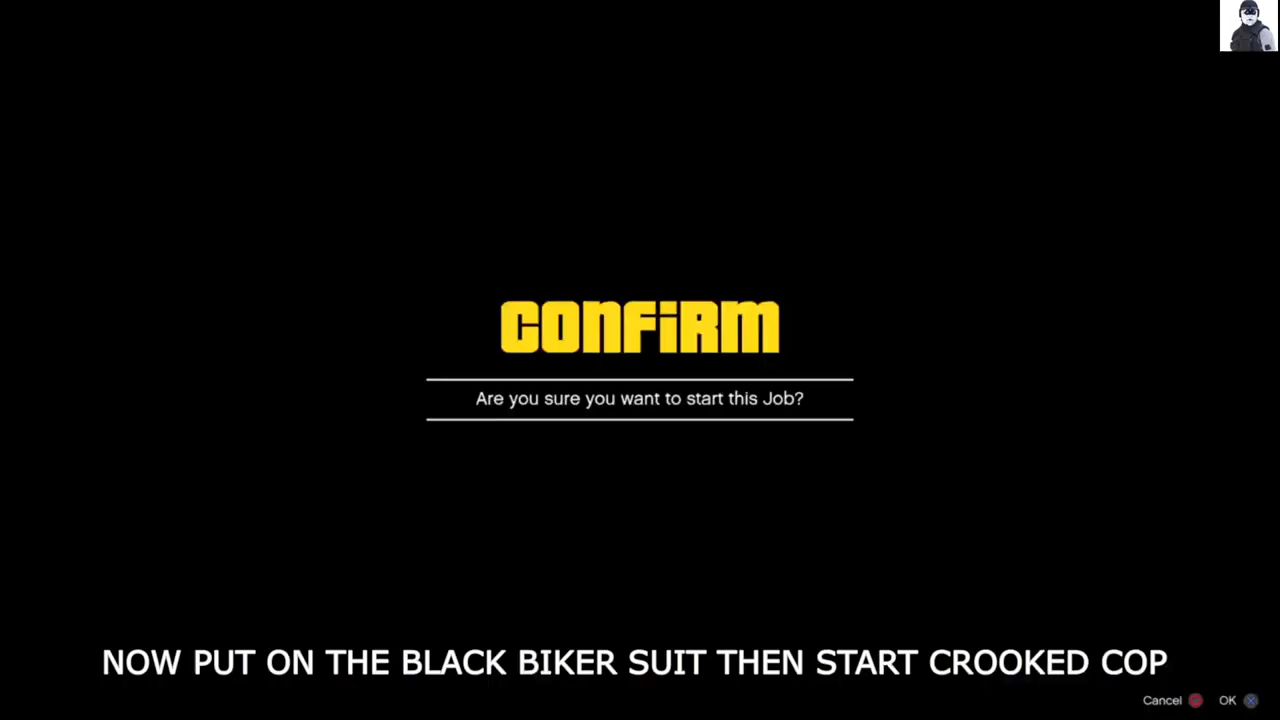 CONFIRM
Are you sure you want to start this Job?
NOW PUT ON THE BLACK BIKER SUIT THEN START CROOKED COP
Cancel OK